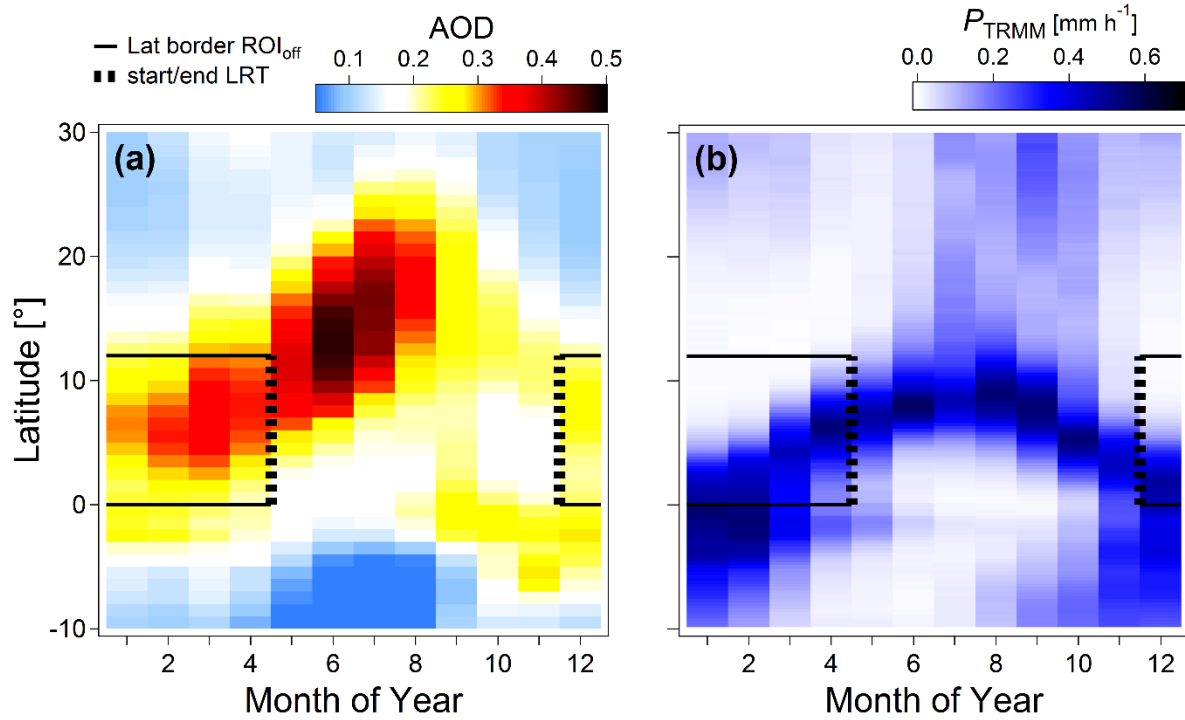 AOD
Lat border ROIoff
start/end LRT
0.1 0.2 0.3 0.4 0.5
PTRMM [mm h⁻¹]
0.0 0.2 0.4 0.6
(a)
30
20
10
0
-10
Latitude [°]
2 4 6 8 10 12
Month of Year
(b)
2 4 6 8 10 12
Month of Year